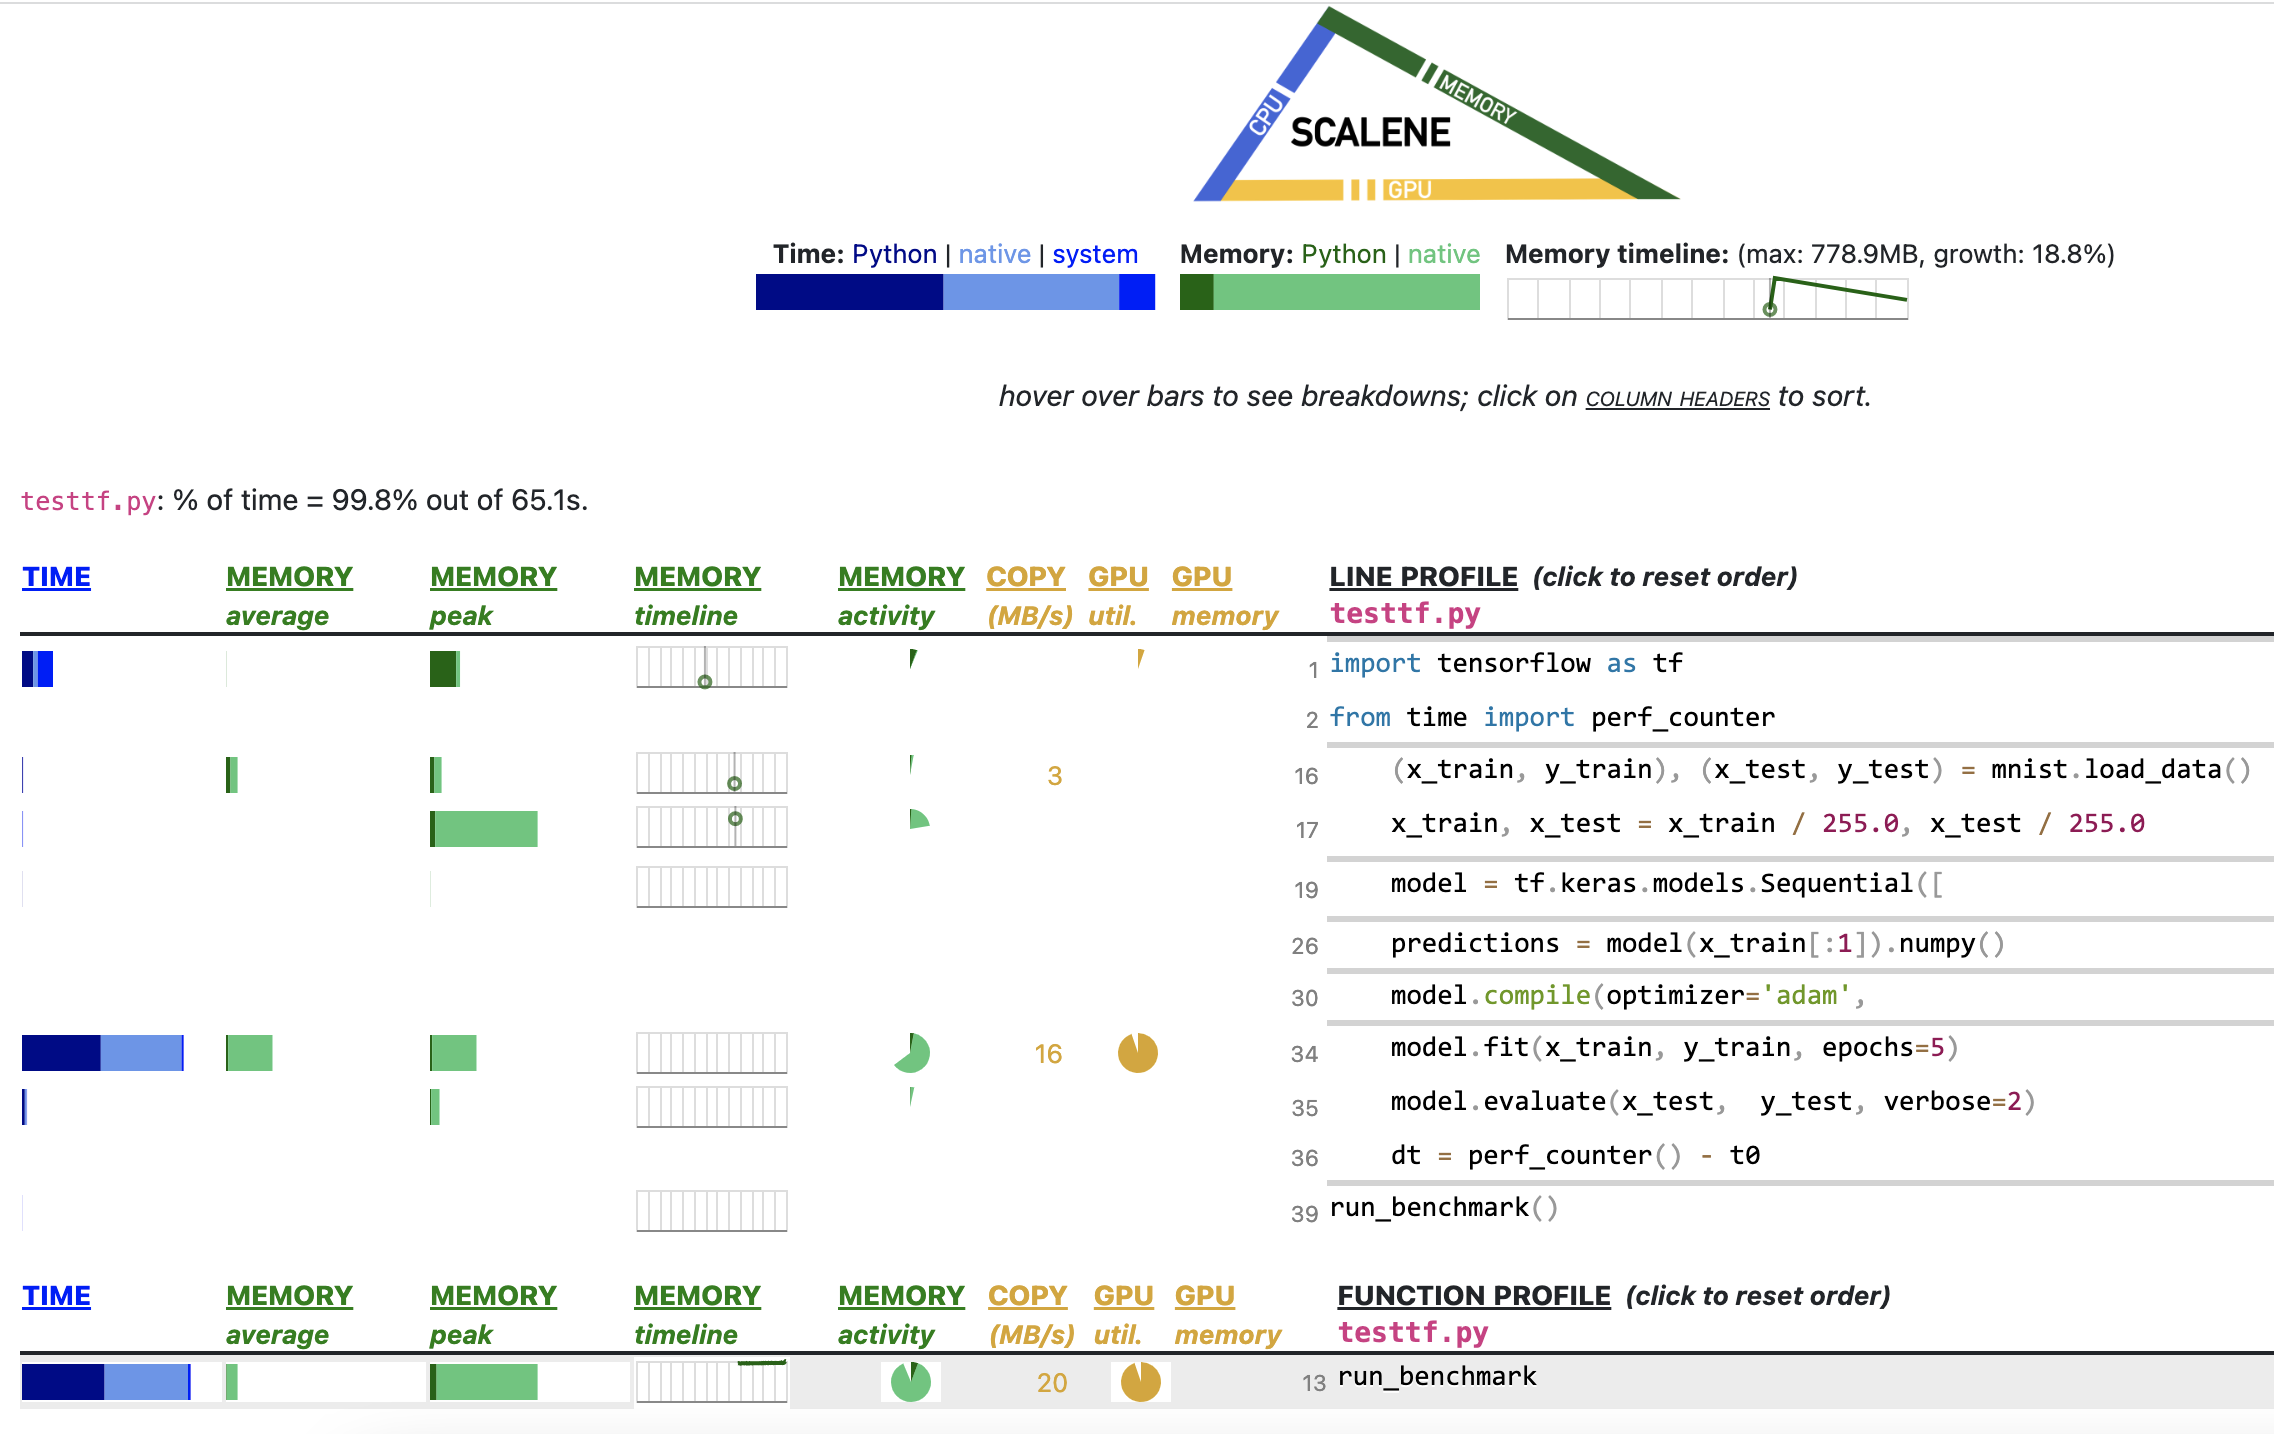 CPU
MEMORY
SCALENE
GPU
Time: Python | native | system
Memory: Python | native
Memory timeline: (max: 778.9MB, growth: 18.8%)
hover over bars to see breakdowns; click on COLUMN HEADERS to sort.
testtf.py: % of time = 99.8% out of 65.1s.
TIME MEMORY average MEMORY peak MEMORY timeline MEMORY activity COPY (MB/s) GPU util. GPU memory LINE PROFILE (click to reset order)
testtf.py
1 import tensorflow as tf
2 from time import perf_counter
3 16 (x_train, y_train), (x_test, y_test) = mnist.load_data()
17 x_train, x_test = x_train / 255.0, x_test / 255.0
19 model = tf.keras.models.Sequential([
26 predictions = model(x_train[:1]).numpy()
30 model.compile(optimizer='adam',
16 34 model.fit(x_train, y_train, epochs=5)
35 model.evaluate(x_test,  y_test, verbose=2)
36 dt = perf_counter() - t0
39 run_benchmark()
TIME MEMORY average MEMORY peak MEMORY timeline MEMORY activity COPY (MB/s) GPU util. GPU memory FUNCTION PROFILE (click to reset order)
testtf.py
20 13 run_benchmark